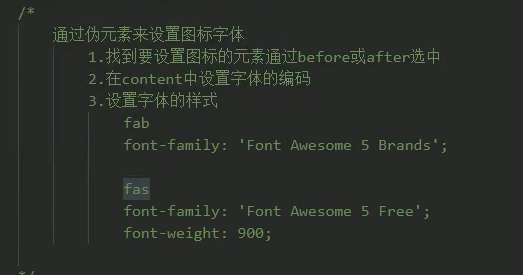 /*
通过伪元素来设置图标字体
1.找到要设置图标的元素通过before或after选中
2.在content中设置字体的编码
3.设置字体的样式
fab
font-family: 'Font Awesome 5 Brands';
fas
font-family: 'Font Awesome 5 Free';
font-weight: 900;
*/